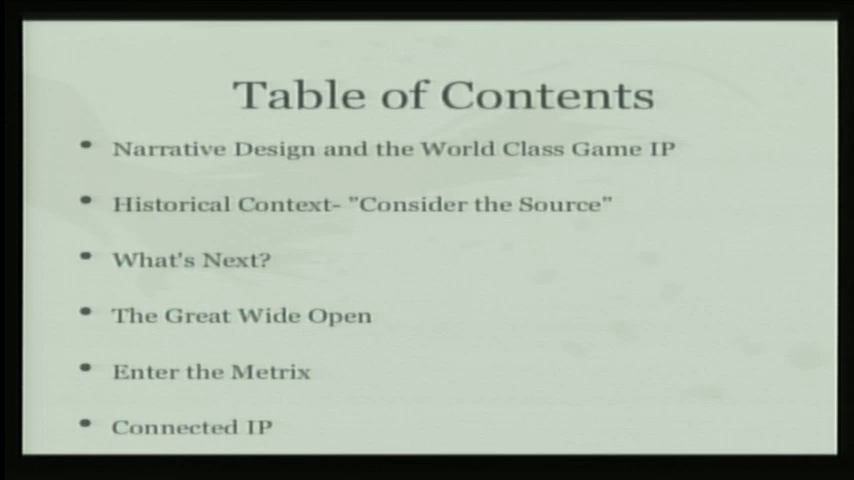 Table of Contents
• Narrative Design and the World Class Game IP
• Historical Context- "Consider the Source"
• What's Next?
• The Great Wide Open
• Enter the Metrix
• Connected IP